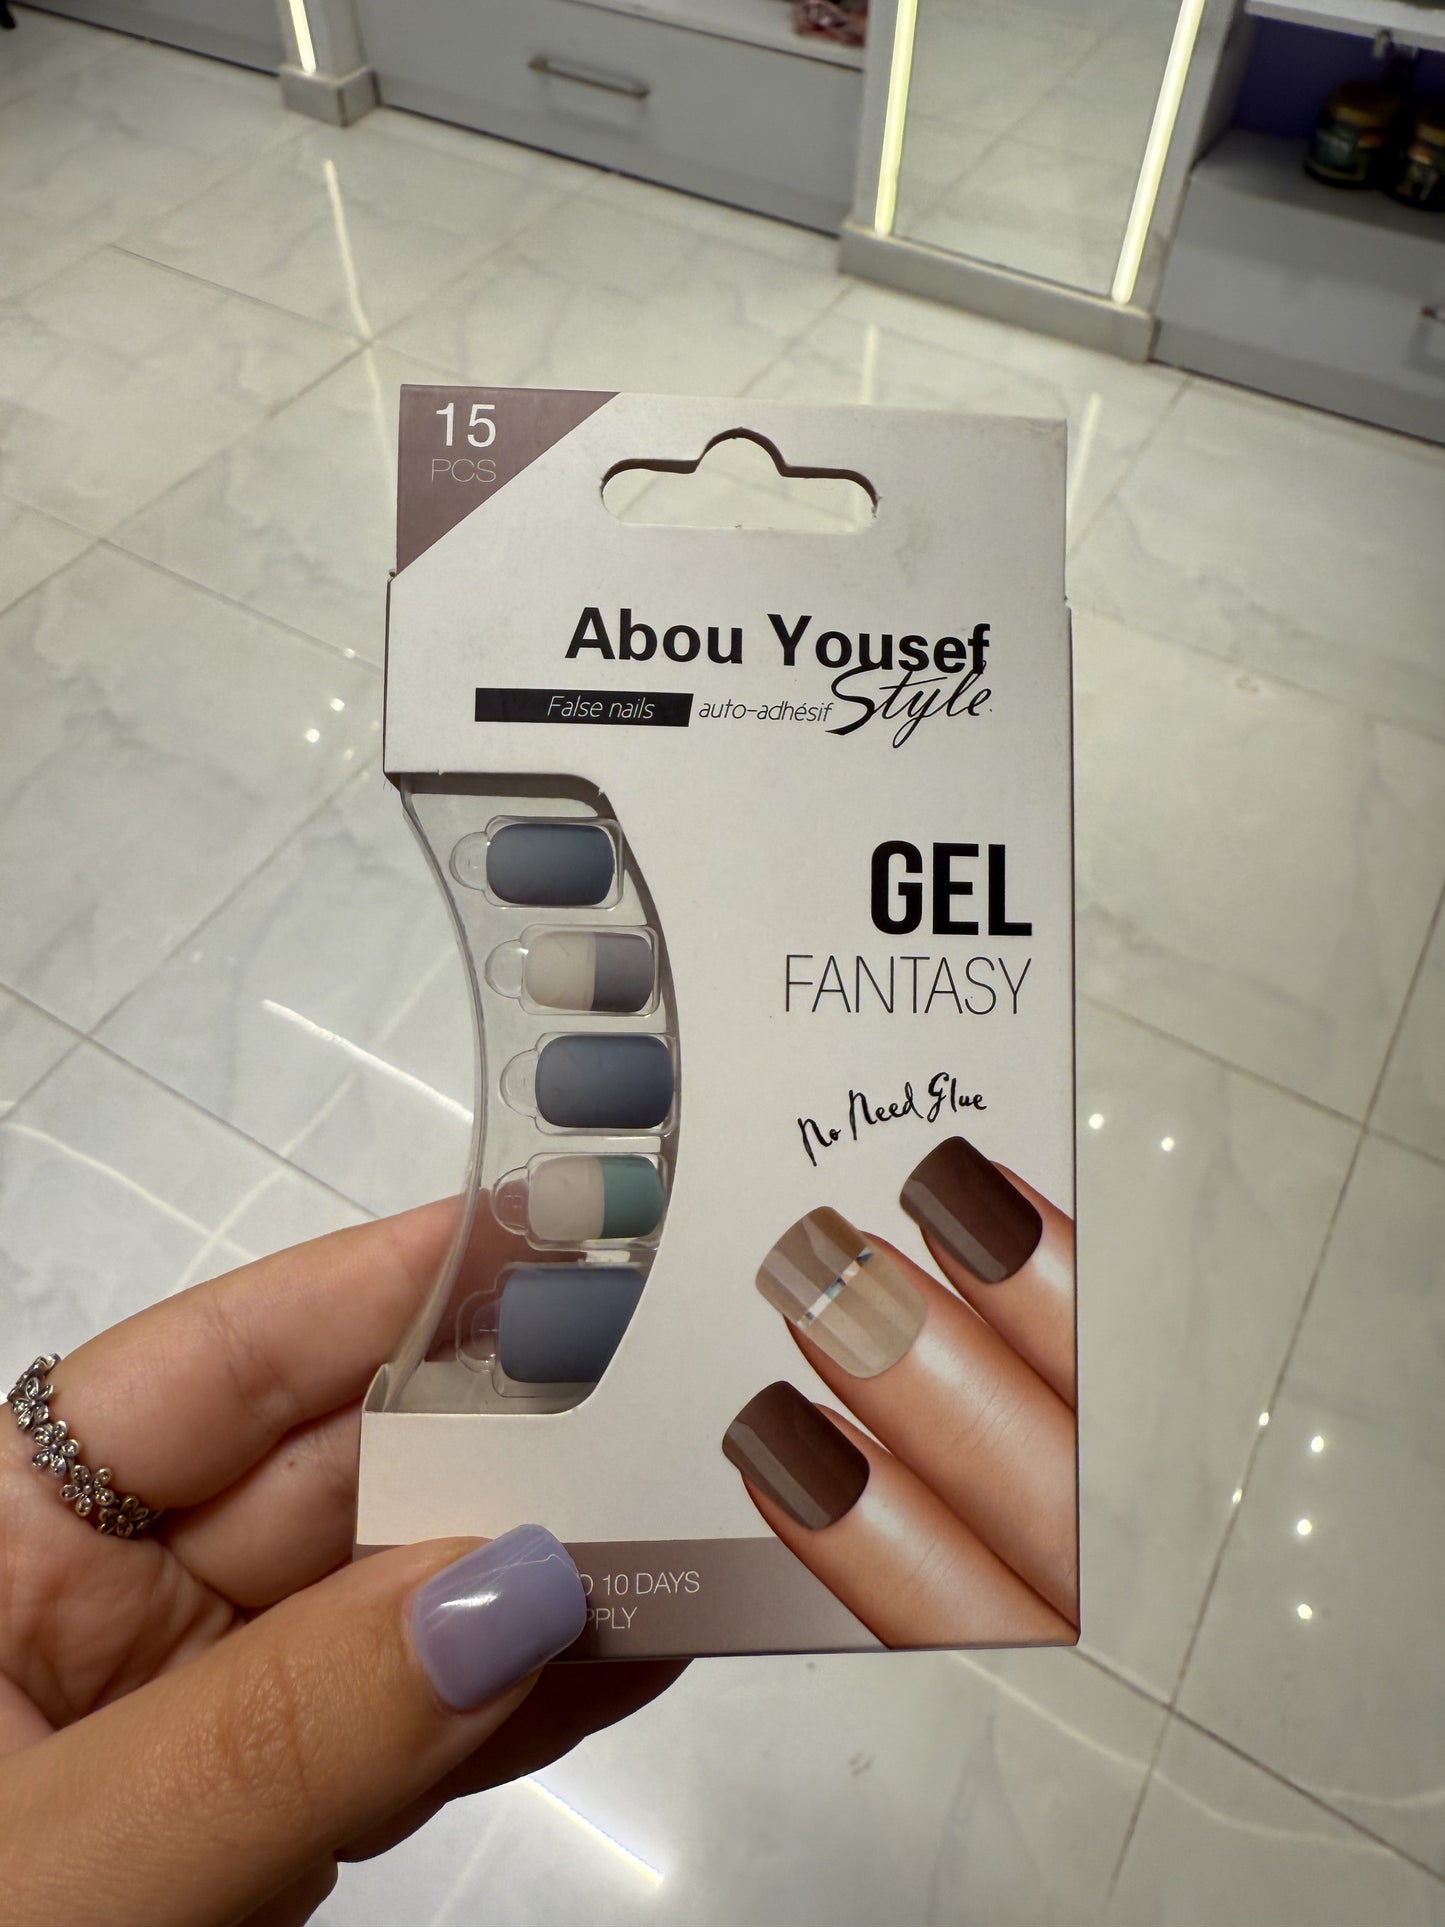 15
PCS
Abou Yousef
Style
False nails auto-adhésif
GEL
FANTASY
No Need Glue
10 DAYS